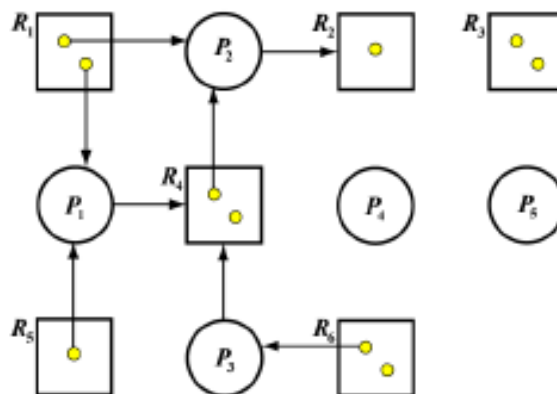 R₁ P₂ R₂ R₃
P₁ R₄ P₄ P₅
R₅ P₃ R₆